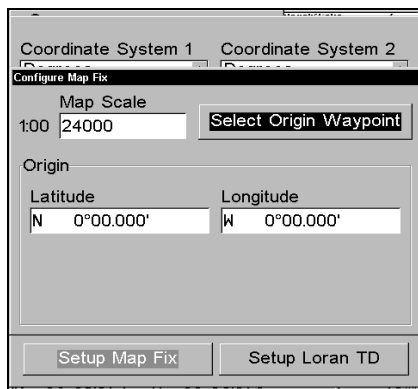 Coordinate System 1 Coordinate System 2
Configure Map Fix
Map Scale
1:00 24000 Select Origin Waypoint
Origin
Latitude Longitude
N 0°00.000' W 0°00.000'
Setup Map Fix Setup Loran TD